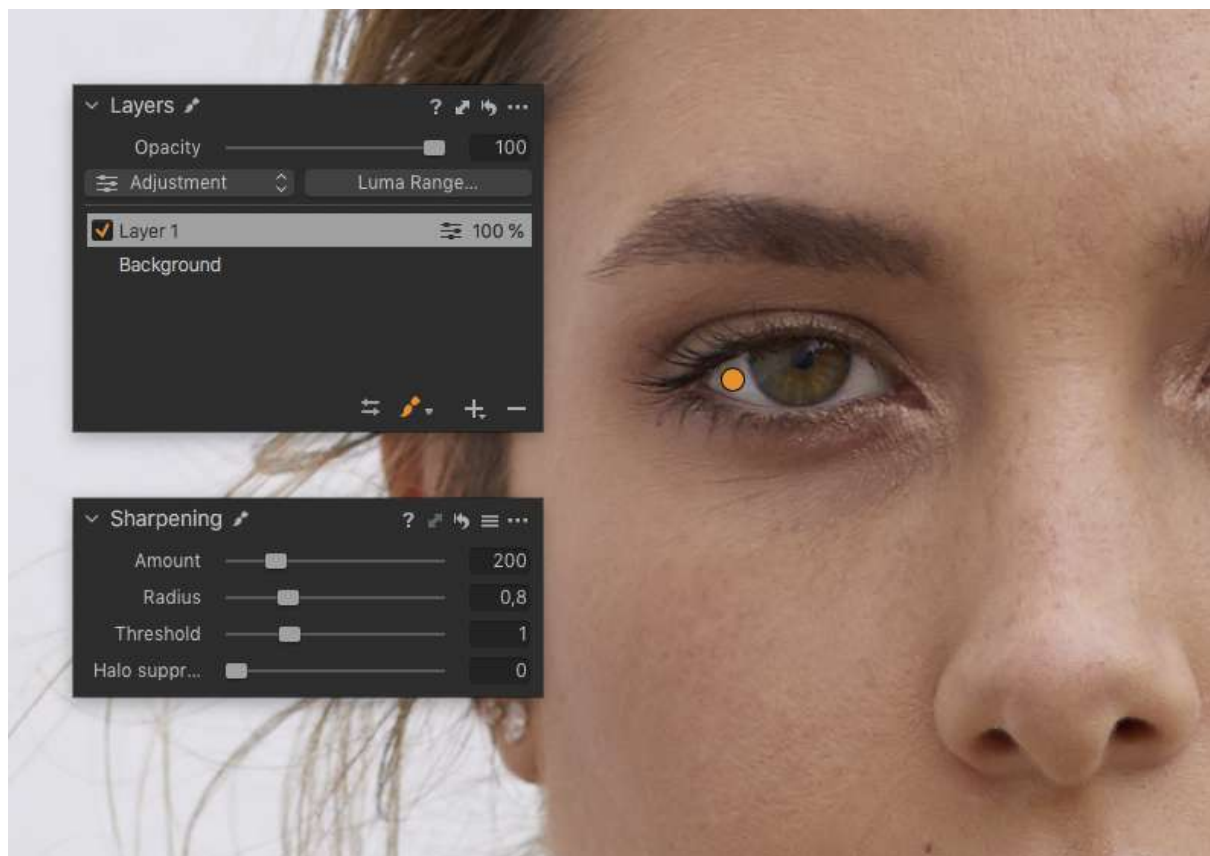 Layers
?
Opacity 100
Adjustment Luma Range...
Layer 1 100 %
Background
Sharpening
?
Amount 200
Radius 0,8
Threshold 1
Halo suppr... 0